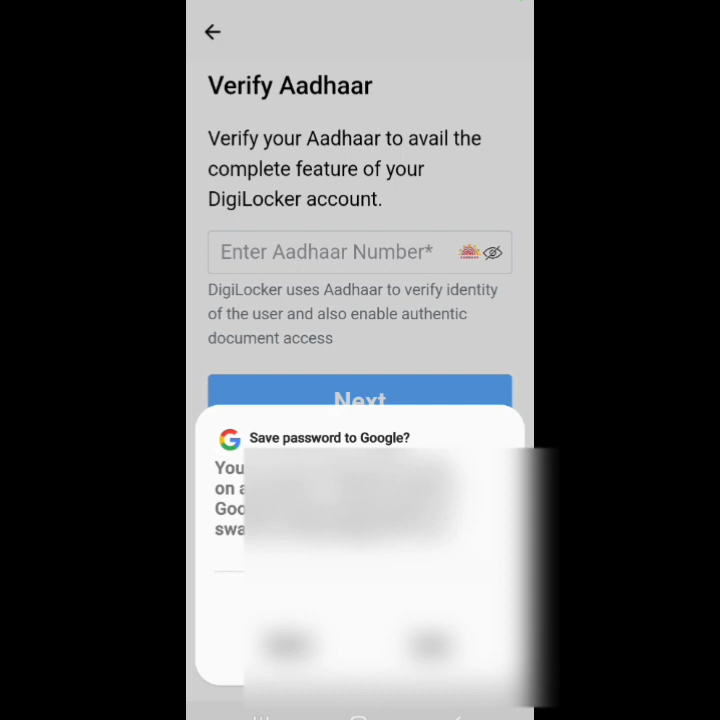 Verify Aadhaar
Verify your Aadhaar to avail the
complete feature of your
DigiLocker account.
Enter Aadhaar Number*
DigiLocker uses Aadhaar to verify identity
of the user and also enable authentic
document access
Next
G Save password to Google?
You
on a
Goo
swa